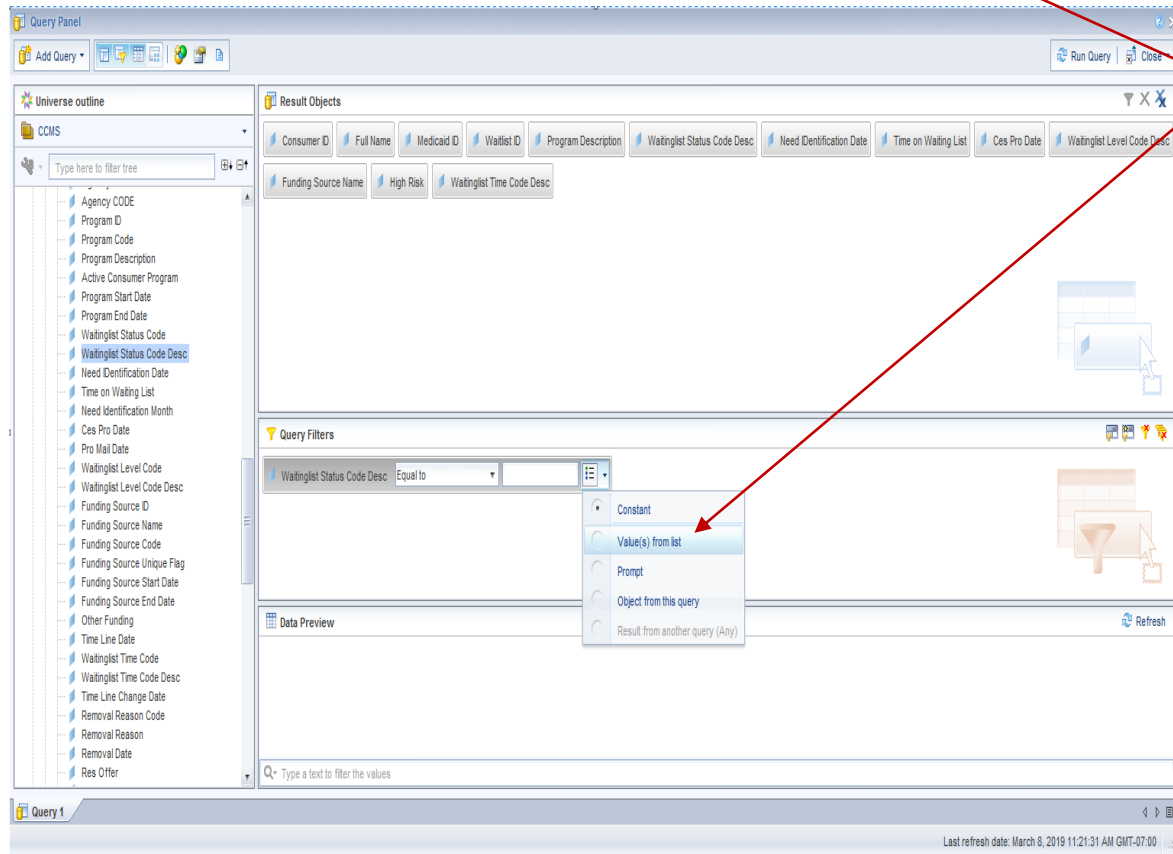 Query Panel
Add Query
Run Query
Close
Universe outline
CCMS
Type here to filter tree
Agency CODE
Program ID
Program Code
Program Description
Active Consumer Program
Program Start Date
Program End Date
Waitinglist Status Code
Waitinglist Status Code Desc
Need IDentification Date
Time on Waiting List
Need Identification Month
Ces Pro Date
Pro Mail Date
Waitinglist Level Code
Waitinglist Level Code Desc
Funding Source ID
Funding Source Name
Funding Source Code
Funding Source Unique Flag
Funding Source Start Date
Funding Source End Date
Other Funding
Time Line Date
Waitinglist Time Code
Waitinglist Time Code Desc
Time Line Change Date
Removal Reason Code
Removal Reason
Removal Date
Res Offer
Result Objects
Consumer ID Full Name Medicaid ID Waitlist ID Program Description Waitinglist Status Code Desc Need IDentification Date Time on Waiting List Ces Pro Date Waitinglist Level Code Desc
Funding Source Name High Risk Waitinglist Time Code Desc
Query Filters
Waitinglist Status Code Desc Equal to
Constant
Value(s) from list
Prompt
Object from this query
Result from another query (Any)
Data Preview
Refresh
Type a text to filter the values
Query 1
Last refresh date: March 8, 2019 11:21:31 AM GMT-07:00